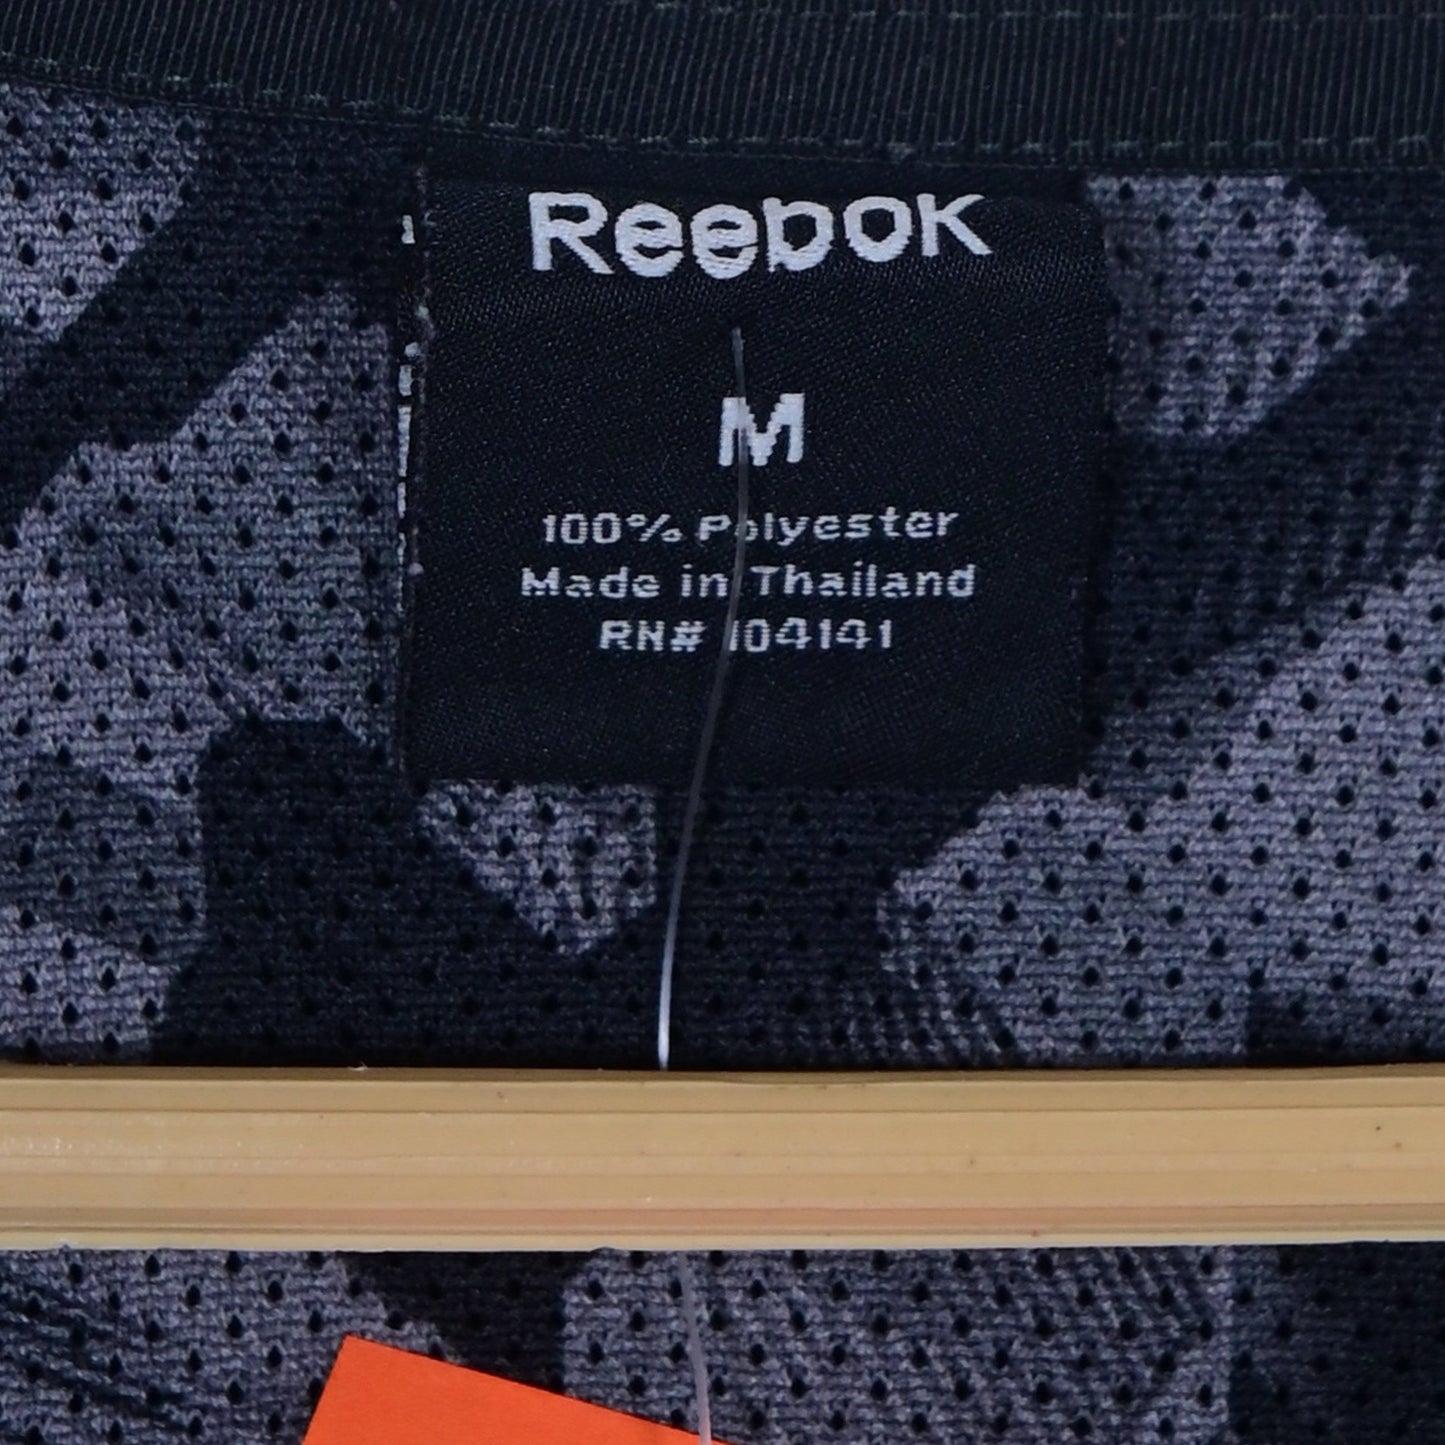 Reebok
M
100% Polyester
Made in Thailand
RN# 104141